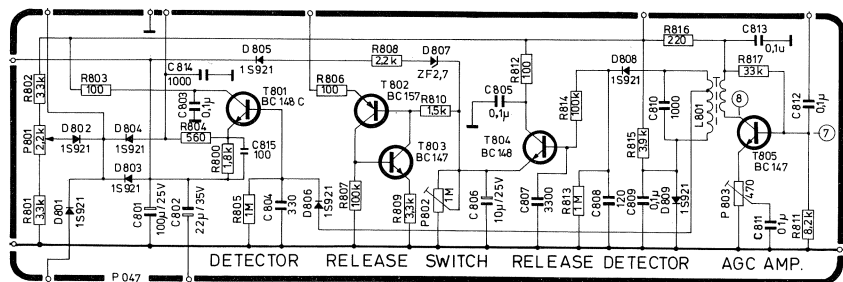 R816
220
C813
0,1u
D805
1S921
R808
2,2k
D807
ZF2,7
R812
100
D808
1S921
R817
33k
C814
1000
R802
3,3k
R803
100
C803
0,1µ
T801
BC 148 C
R806
100
T802
BC157
R810
1,5k
C805
0,1µ
R814
100k
C810
1000
L801
8
C812
0,1µ
P801
2,2k
D802
1S921
D804
1S921
R804
560
R800
1,8k
C815
100
T803
BC147
T804
BC148
R815
3,9k
T805
BC147
7
D803
1S921
R801
3,3k
D801
1S921
C801
100µ/25V
C802
22µ/35V
R805
1M
C804
330
D806
1S921
R807
100k
R809
3,3k
P802
1M
C806
10µ/25V
C807
3300
R813
1M
C808
120
C809
0,1µ
D809
1S921
P803
470
C811
0,1µ
R811
8,2k
DETECTOR RELEASE SWITCH RELEASE DETECTOR AGC AMP.
P047